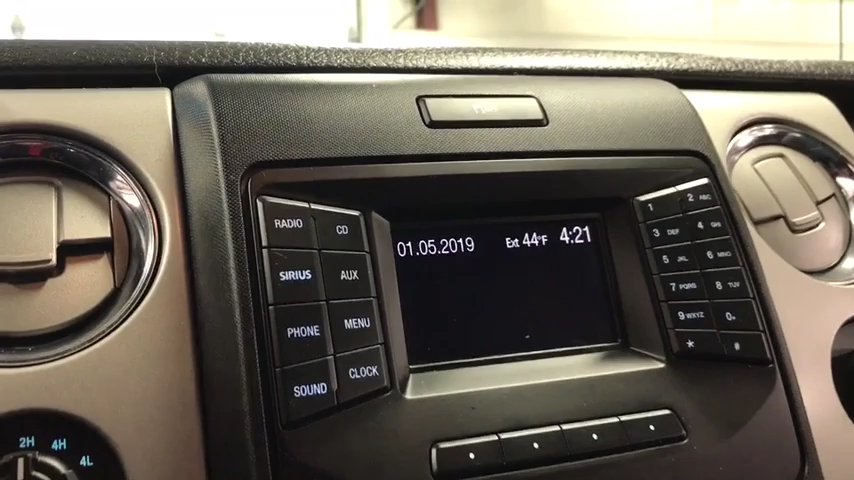 RADIO CD
SIRIUS AUX
PHONE MENU
SOUND CLOCK
01.05.2019 Ext 44°F 4:21
1 2 ABC
3 DEF 4 GHI
5 JKL 6 MNO
7 PQRS 8 TUV
9 WXYZ 0+
* #
2H 4H
4L